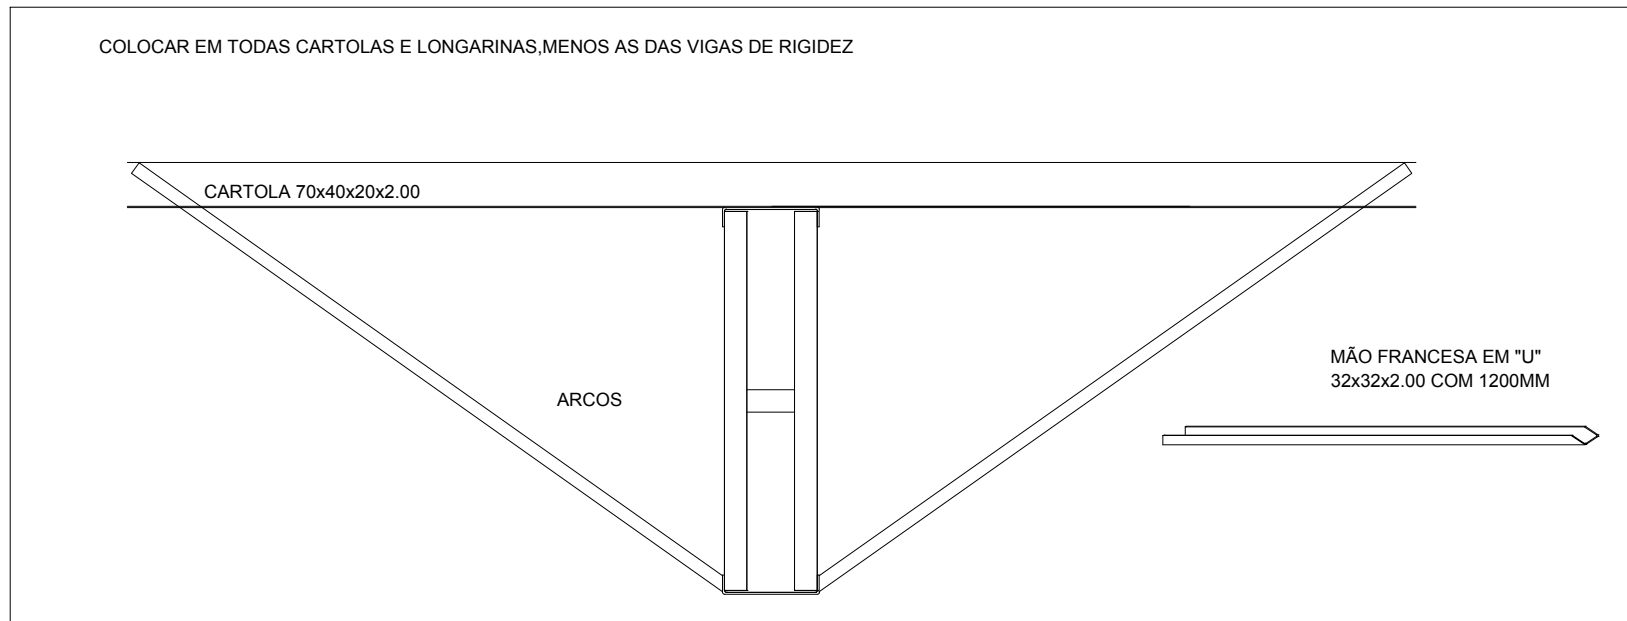 COLOCAR EM TODAS CARTOLAS E LONGARINAS,MENOS AS DAS VIGAS DE RIGIDEZ
CARTOLA 70x40x20x2.00
MÃO FRANCESA EM "U"
32x32x2.00 COM 1200MM
ARCOS